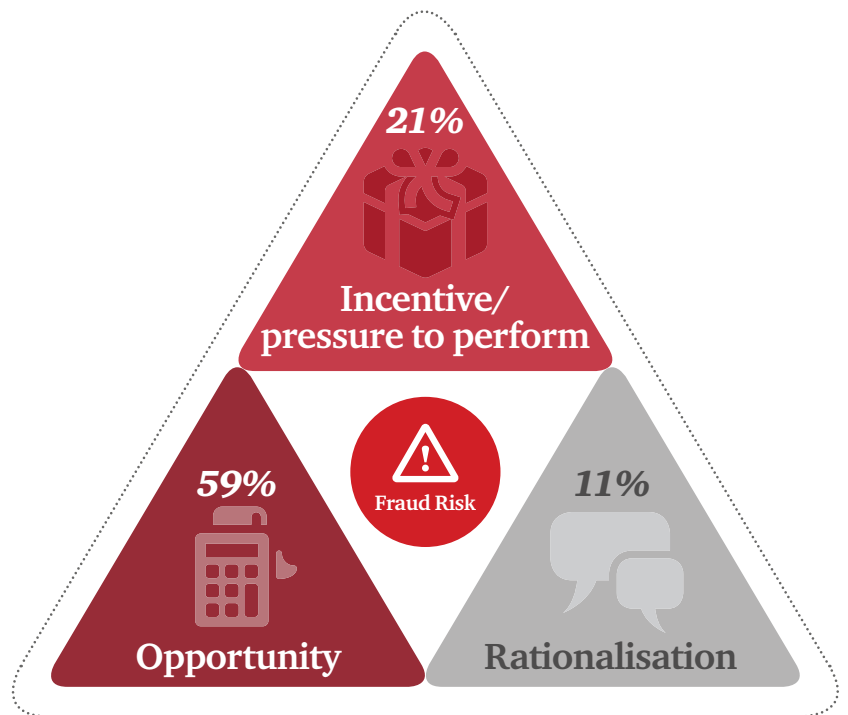 21%
Incentive/
pressure to perform
59%
Opportunity
!
Fraud Risk
11%
Rationalisation